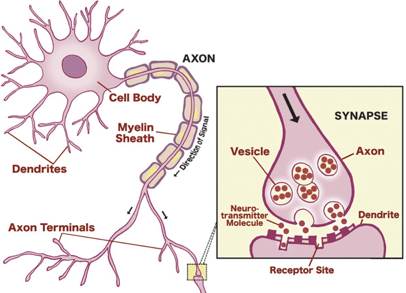 AXON
Cell Body
Myelin
Sheath
Direction of Signal
Dendrites
Axon Terminals
SYNAPSE
Vesicle
Axon
Neuro-
transmitter
Molecule
Dendrite
Receptor Site